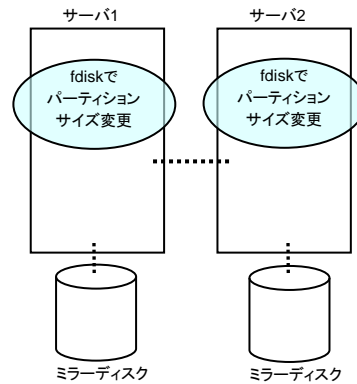 サーバ1
サーバ2
fdiskで
パーティション
サイズ変更
fdiskで
パーティション
サイズ変更
ミラーディスク
ミラーディスク